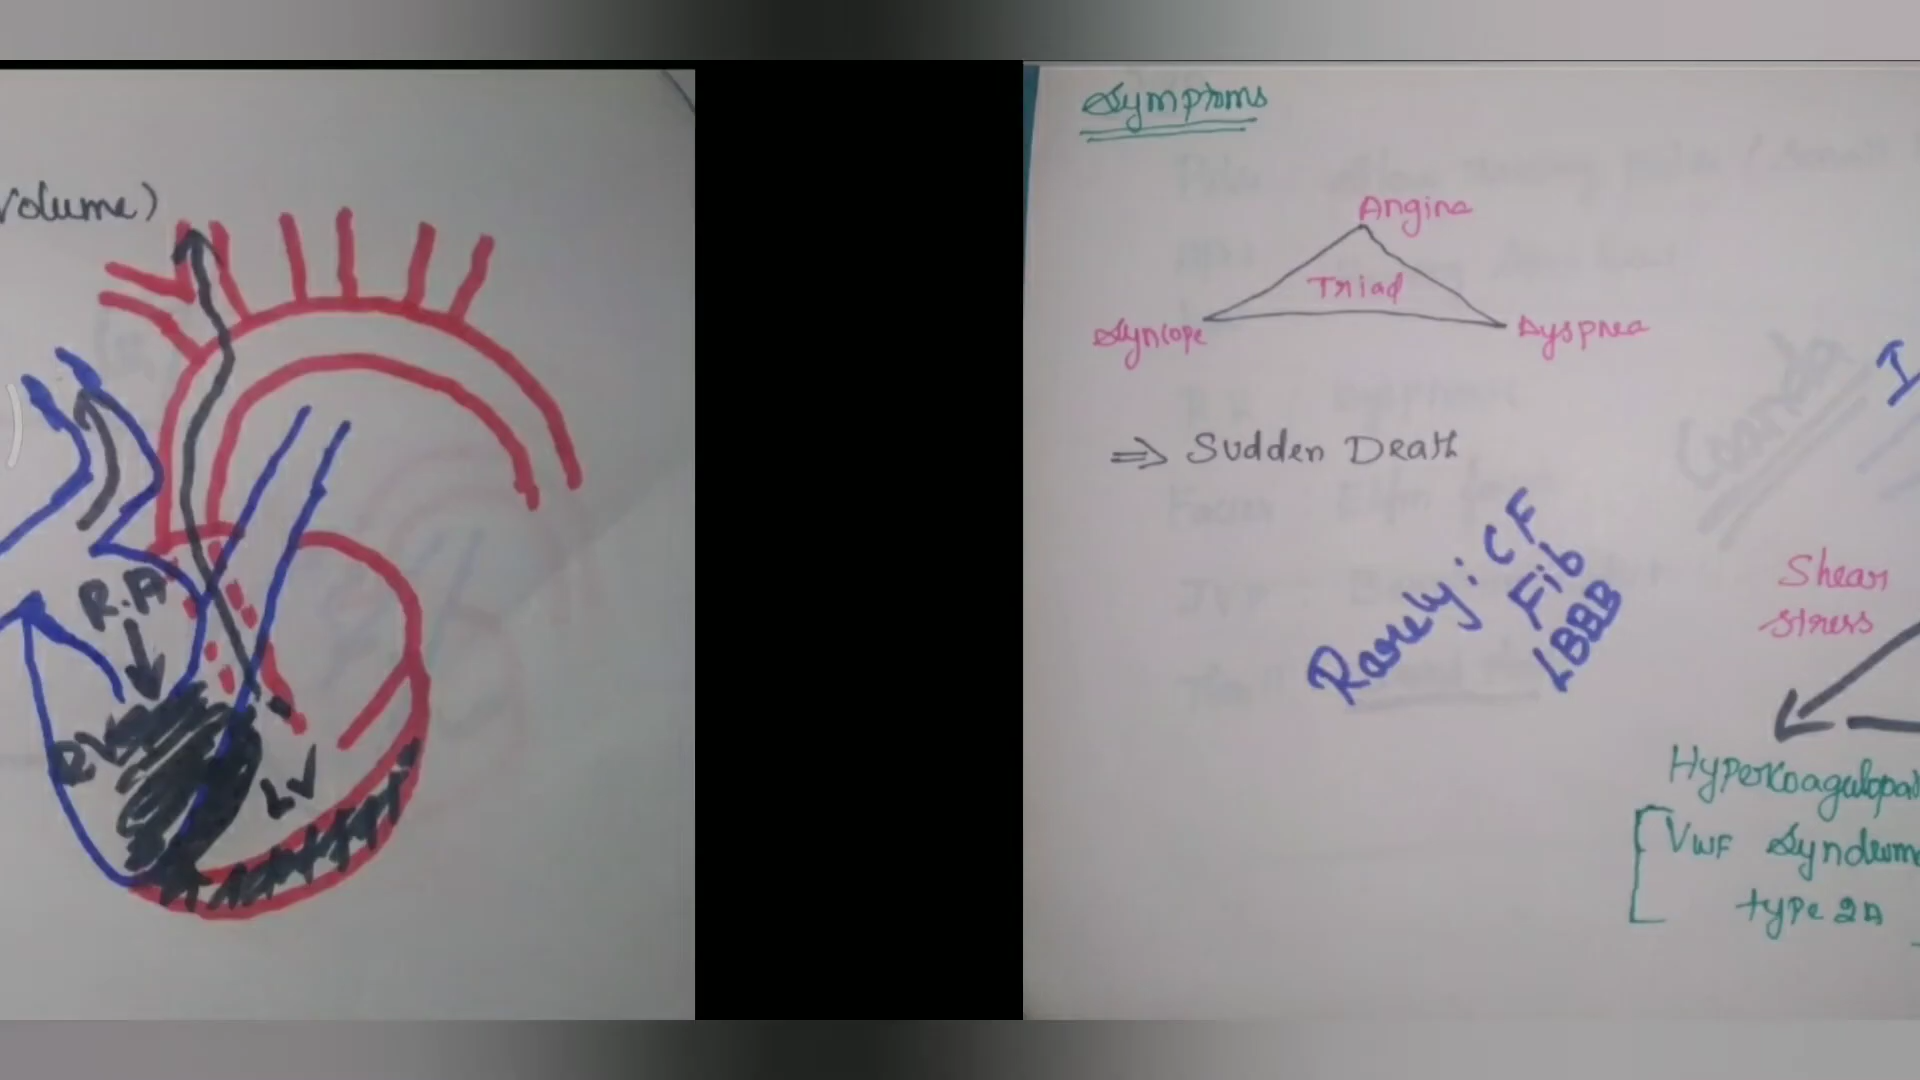 Volume)
R.A
RV
LV
Symptoms
Angina
Triad
Syncope
Dyspnea
⇒ Sudden Death
Rarely: CF
Fib
LBBB
I
Shear
stress
Hypercoagulopat
VWF Syndrome
type 2A